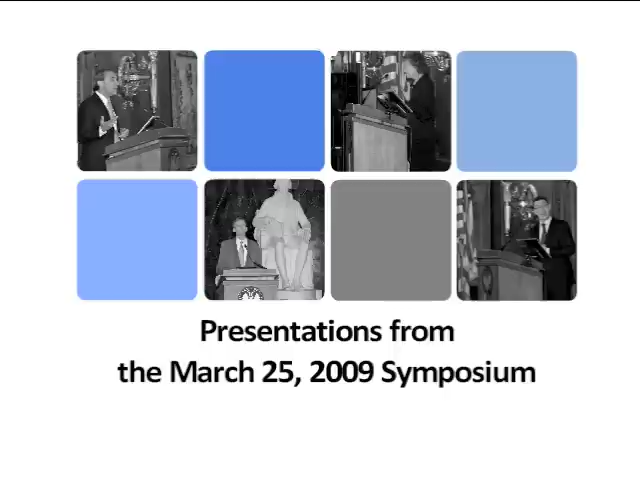 Presentations from
the March 25, 2009 Symposium